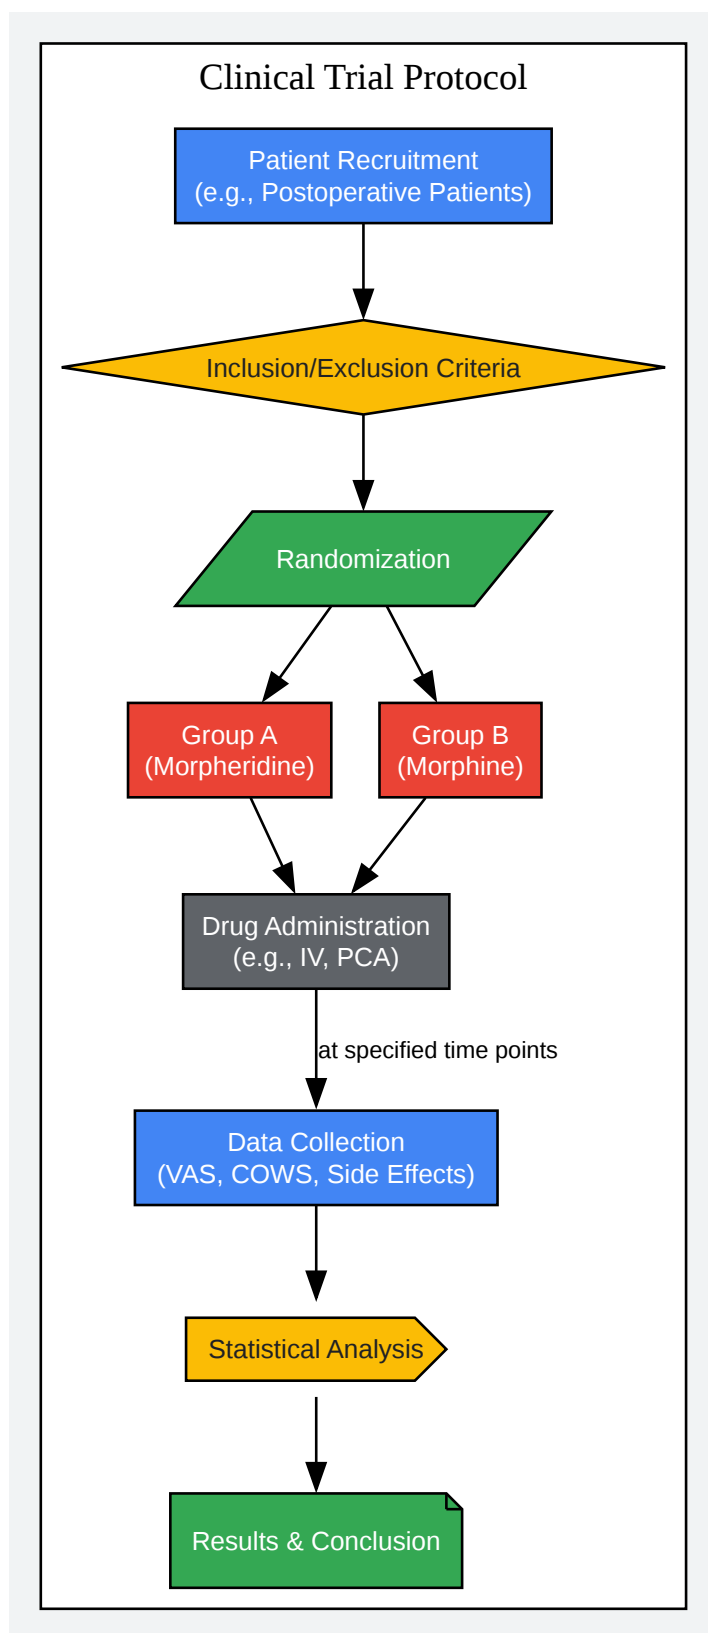 Clinical Trial Protocol
Patient Recruitment
(e.g., Postoperative Patients)
Inclusion/Exclusion Criteria
Randomization
Group A
(Morpheridine)
Group B
(Morphine)
Drug Administration
(e.g., IV, PCA)
at specified time points
Data Collection
(VAS, COWS, Side Effects)
Statistical Analysis
Results & Conclusion